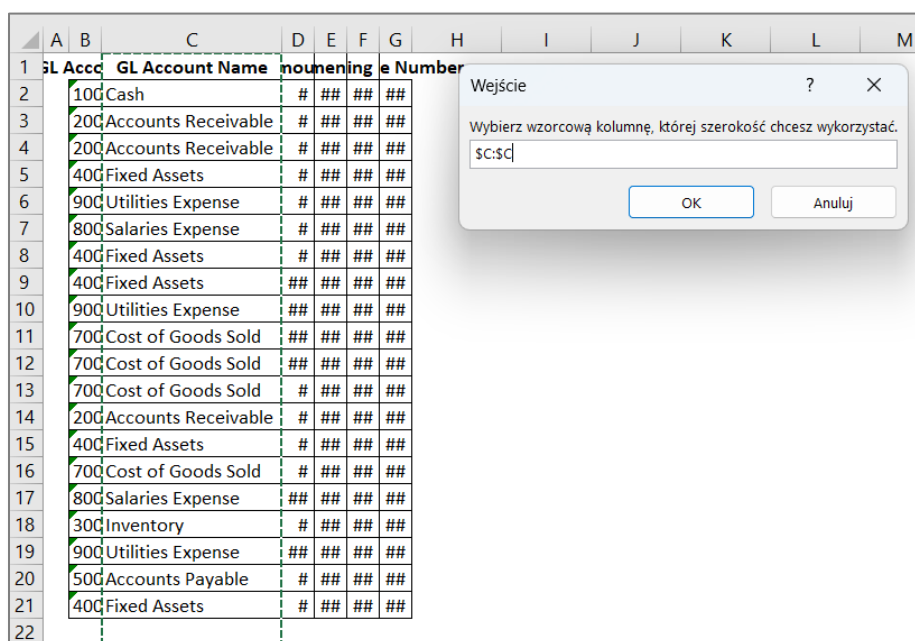 A B C D E F G H I J K L M
1 GL Acco GL Account Name nou men ing e Number
2 100 Cash # ## ## ##
3 200 Accounts Receivable # ## ## ##
4 200 Accounts Receivable # ## ## ##
5 400 Fixed Assets # ## ## ##
6 900 Utilities Expense # ## ## ##
7 800 Salaries Expense # ## ## ##
8 400 Fixed Assets # ## ## ##
9 400 Fixed Assets ## ## ## ##
10 900 Utilities Expense ## ## ## ##
11 700 Cost of Goods Sold ## ## ## ##
12 700 Cost of Goods Sold ## ## ## ##
13 700 Cost of Goods Sold # ## ## ##
14 200 Accounts Receivable # ## ## ##
15 400 Fixed Assets # ## ## ##
16 700 Cost of Goods Sold # ## ## ##
17 800 Salaries Expense ## ## ## ##
18 300 Inventory # ## ## ##
19 900 Utilities Expense ## ## ## ##
20 500 Accounts Payable # ## ## ##
21 400 Fixed Assets # ## ## ##
22
Wejście ?
Wybierz wzorcową kolumnę, której szerokość chcesz wykorzystać.
$C:$C
OK Anuluj